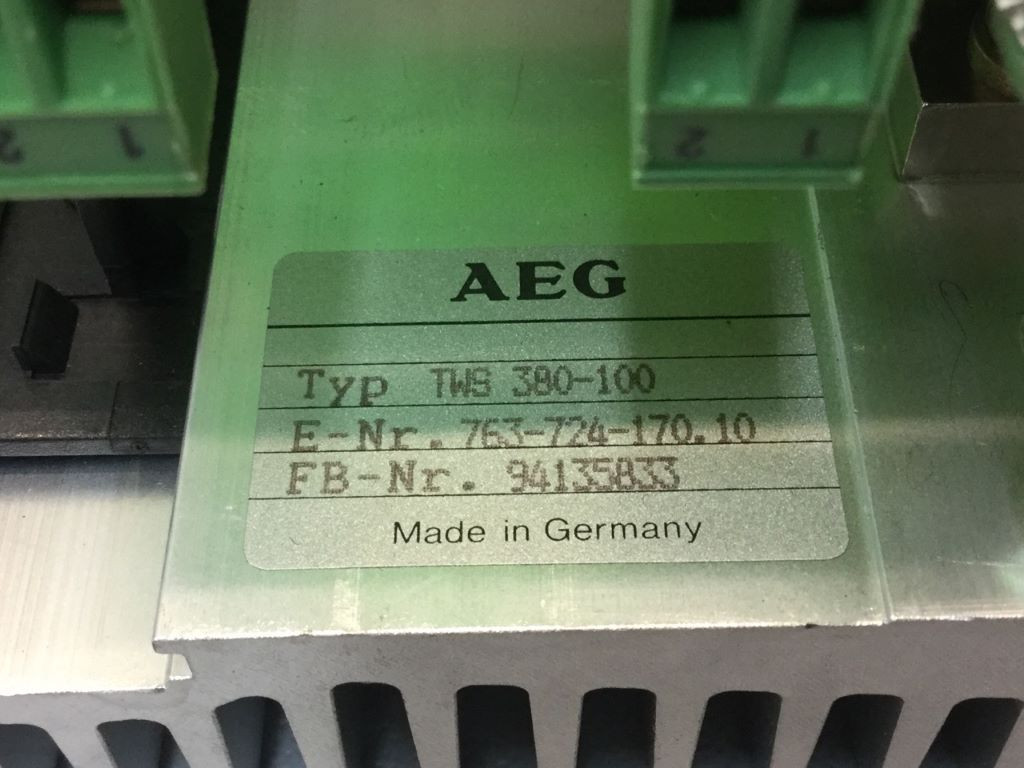 2 1
2 1
AEG
Typ TWS 380-100
E-Nr. 763-724-170.10
FB-Nr. 94135833
Made in Germany